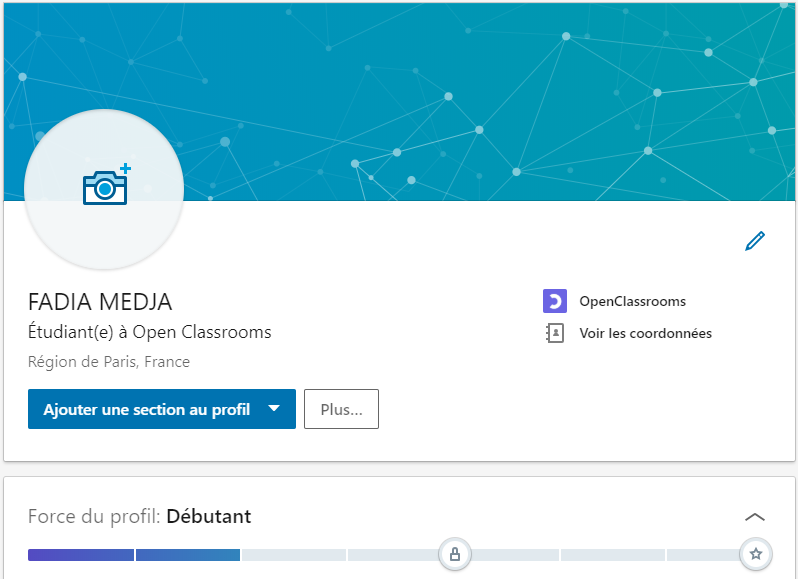 FADIA MEDJA
Étudiant(e) à Open Classrooms
Région de Paris, France
OpenClassrooms
Voir les coordonnées
Ajouter une section au profil
Plus...
Force du profil: Débutant